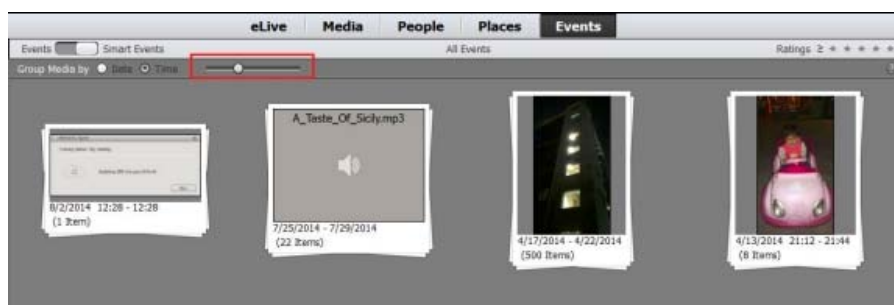 eLive Media People Places Events
Events Smart Events All Events Ratings ≥
Group Media by Date Time
A_Taste_Of_Sicily.mp3
8/2/2014 12:28 - 12:28
(1 Item)
7/25/2014 - 7/29/2014
(22 Items)
4/17/2014 - 4/22/2014
(500 Items)
4/13/2014 21:12 - 21:44
(8 Items)